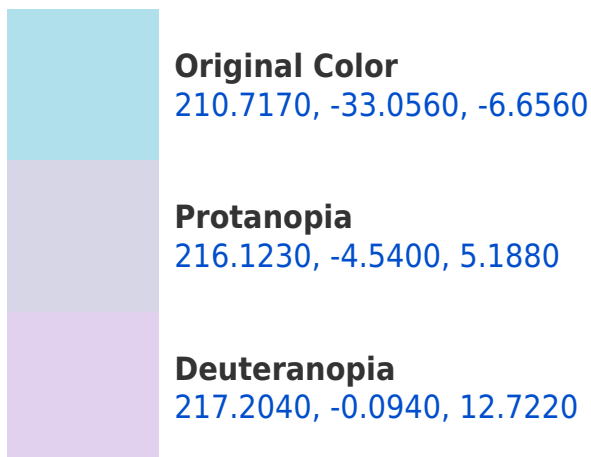 Original Color
210.7170, -33.0560, -6.6560
Protanopia
216.1230, -4.5400, 5.1880
Deuteranopia
217.2040, -0.0940, 12.7220